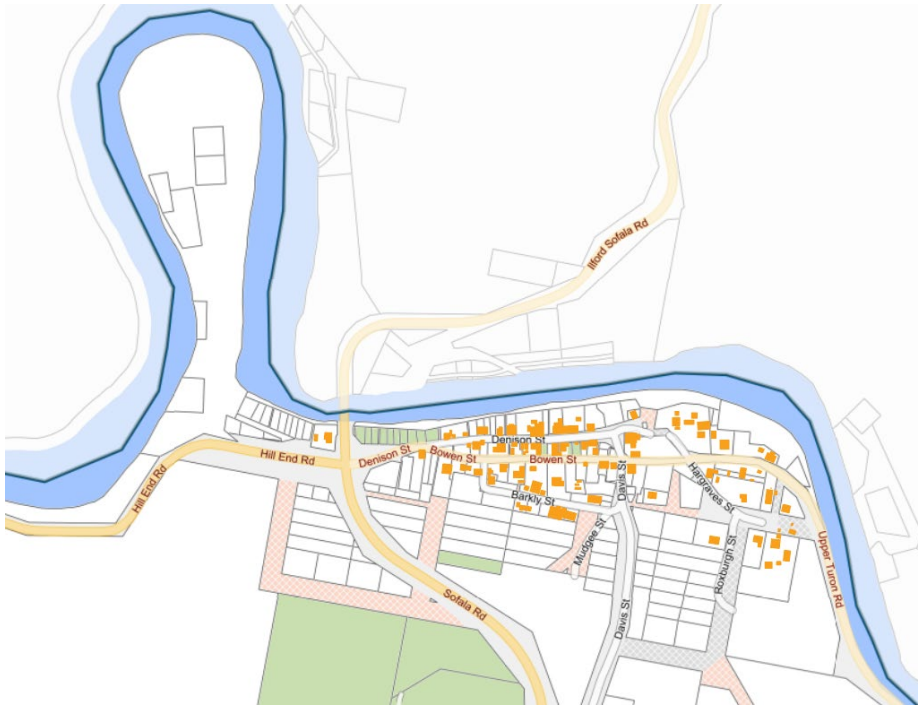 Ilford Sofala Rd
Denison St
Hill End Rd
Denison St
Bowen St
Bowen St
Hill End Rd
Barkly St
Davis St
Hargraves St
Mudgee St
Roxburgh St
Upper Turon Rd
Sofala Rd
Davis St